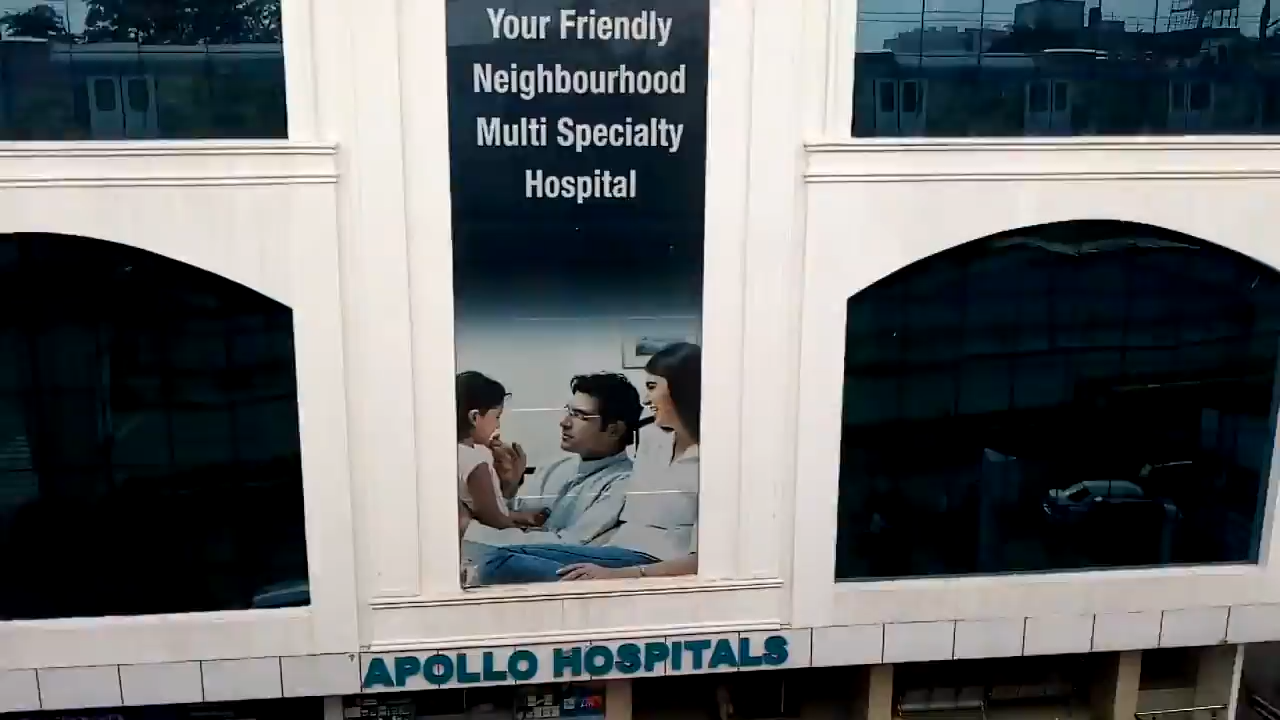 Your Friendly
Neighbourhood
Multi Specialty
Hospital
APOLLO HOSPITALS